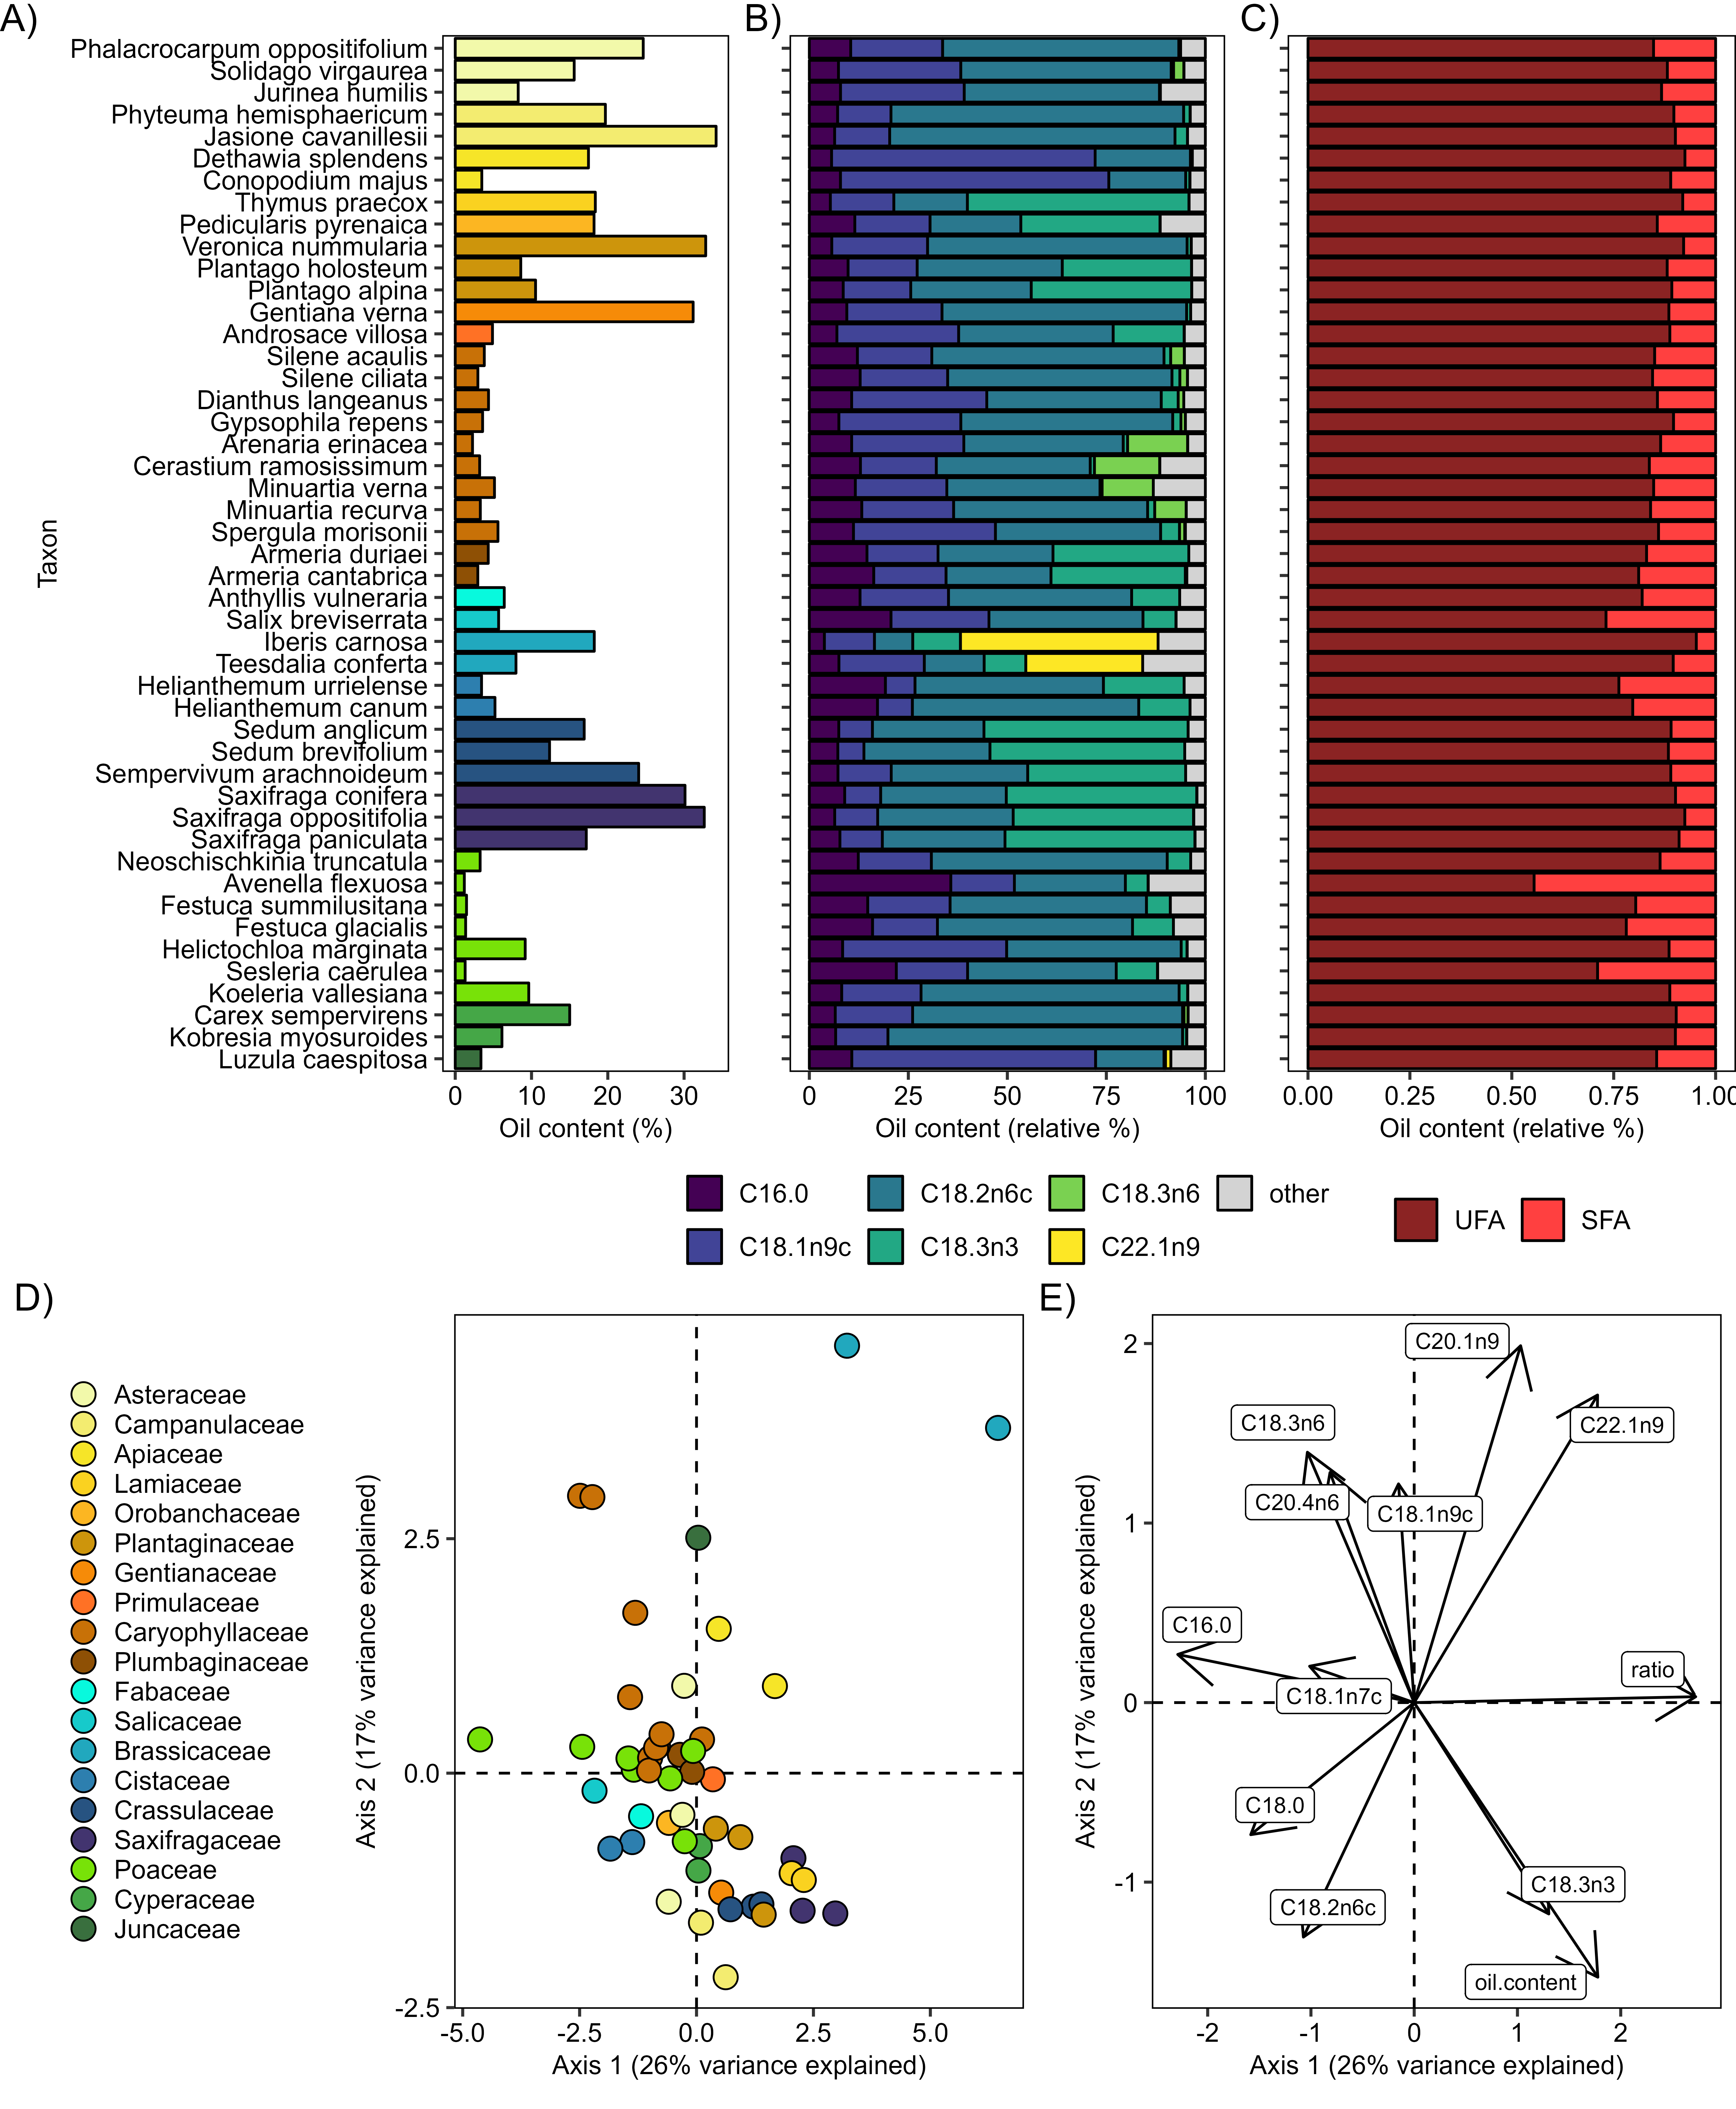 A)
B)
C)
Taxon
Phalacrocarpum oppositifolium
Solidago virgaurea
Jurinea humilis
Phyteuma hemisphaericum
Jasione cavanillesii
Dethawia splendens
Conopodium majus
Thymus praecox
Pedicularis pyrenaica
Veronica nummularia
Plantago holosteum
Plantago alpina
Gentiana verna
Androsace villosa
Silene acaulis
Silene ciliata
Dianthus langeanus
Gypsophila repens
Arenaria erinacea
Cerastium ramosissimum
Minuartia verna
Minuartia recurva
Spergula morisonii
Armeria duriaei
Armeria cantabrica
Anthyllis vulneraria
Salix breviserrata
Iberis carnosa
Teesdalia conferta
Helianthemum urrielense
Helianthemum canum
Sedum anglicum
Sedum brevifolium
Sempervivum arachnoideum
Saxifraga conifera
Saxifraga oppositifolia
Saxifraga paniculata
Neoschischkinia truncatula
Avenella flexuosa
Festuca summilusitana
Festuca glacialis
Helictochloa marginata
Sesleria caerulea
Koeleria vallesiana
Carex sempervirens
Kobresia myosuroides
Luzula caespitosa
0 10 20 30
Oil content (%)
0 25 50 75 100
Oil content (relative %)
0.00 0.25 0.50 0.75 1.00
Oil content (relative %)
C16.0 C18.2n6c C18.3n6 other
C18.1n9c C18.3n3 C22.1n9
UFA SFA
D)
Asteraceae
Campanulaceae
Apiaceae
Lamiaceae
Orobanchaceae
Plantaginaceae
Gentianaceae
Primulaceae
Caryophyllaceae
Plumbaginaceae
Fabaceae
Salicaceae
Brassicaceae
Cistaceae
Crassulaceae
Saxifragaceae
Poaceae
Cyperaceae
Juncaceae
Axis 2 (17% variance explained)
2.5
0.0
-2.5
-5.0 -2.5 0.0 2.5 5.0
Axis 1 (26% variance explained)
E)
Axis 2 (17% variance explained)
2
1
0
-1
C20.1n9
C18.3n6
C22.1n9
C20.4n6
C18.1n9c
C16.0
ratio
C18.1n7c
C18.0
C18.3n3
C18.2n6c
oil.content
-2 -1 0 1 2
Axis 1 (26% variance explained)